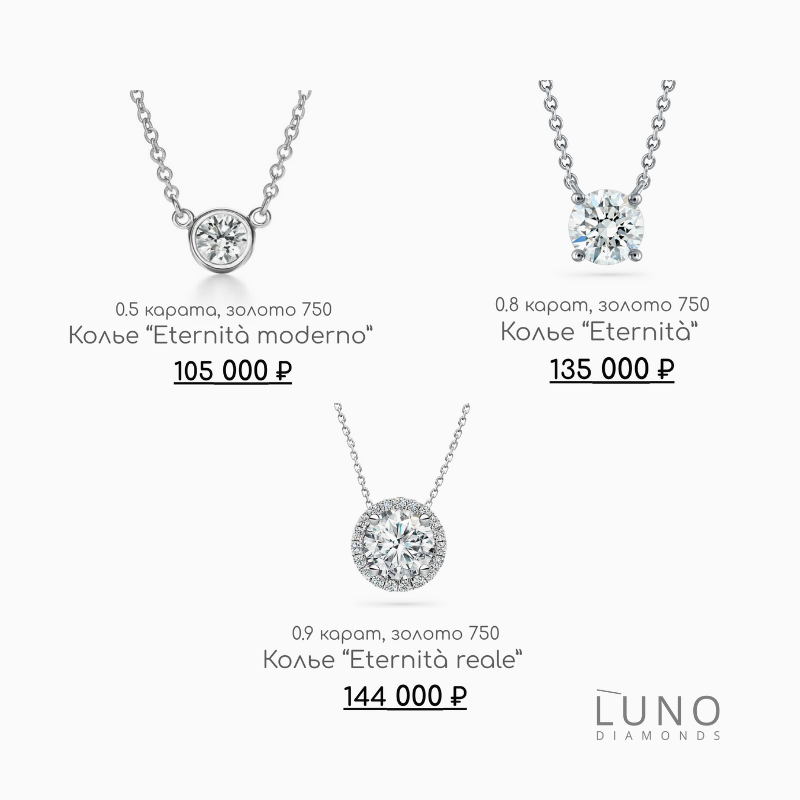 0.5 карата, золото 750
Колье “Eternità moderno”
105 000 ₽
0.8 карат, золото 750
Колье “Eternità”
135 000 ₽
0.9 карат, золото 750
Колье “Eternità reale”
144 000 ₽
LUNO
DIAMONDS